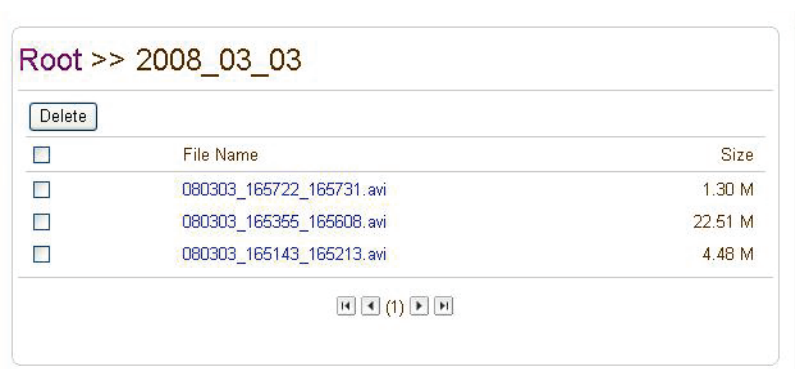 Root >> 2008_03_03
Delete
File Name Size
080303_165722_165731.avi 1.30 M
080303_165355_165608.avi 22.51 M
080303_165143_165213.avi 4.48 M
(1)